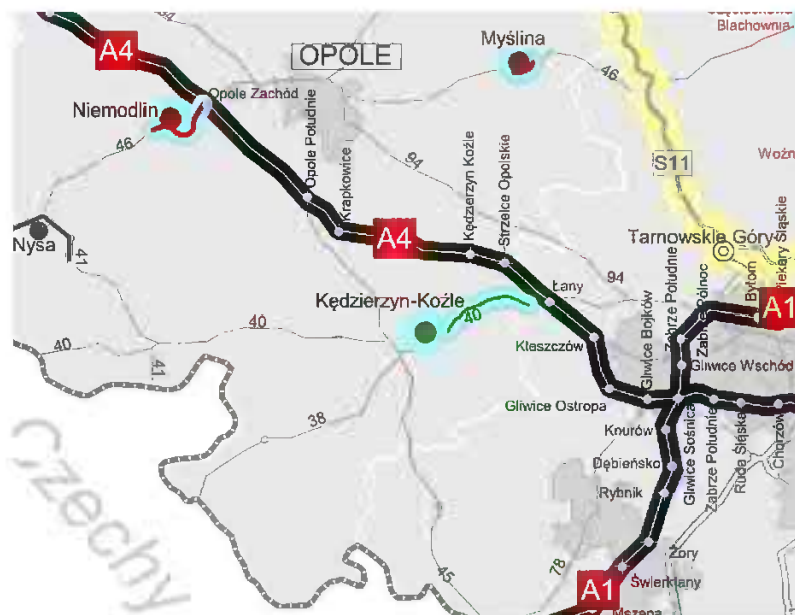 94
Częstochowa
Blachownia
A4
OPOLE
Myślina
46
Opole Zachód
Niemodlin
46
S11
Woźn
Opole Południe
Krapkowice
94
Kędzierzyn Koźle
Strzelce Opolskie
A4
Nysa
41
Tarnowskie Góry
Piekary Śląskie
Bytom
A1
Zabrze Północ
Zabrze Południe
94
Łany
Kędzierzyn-Koźle
40
40
40
41
Kleszczów
Gliwice Bojków
Gliwice Wschód
Gliwice Ostropa
38
Knurów
Gliwice Sośnica
Zabrze Południe
Ruda Śląska
Chorzów
Dębieńsko
Rybnik
Czechy
78
Żory
45
Świerklany
A1
Mszana